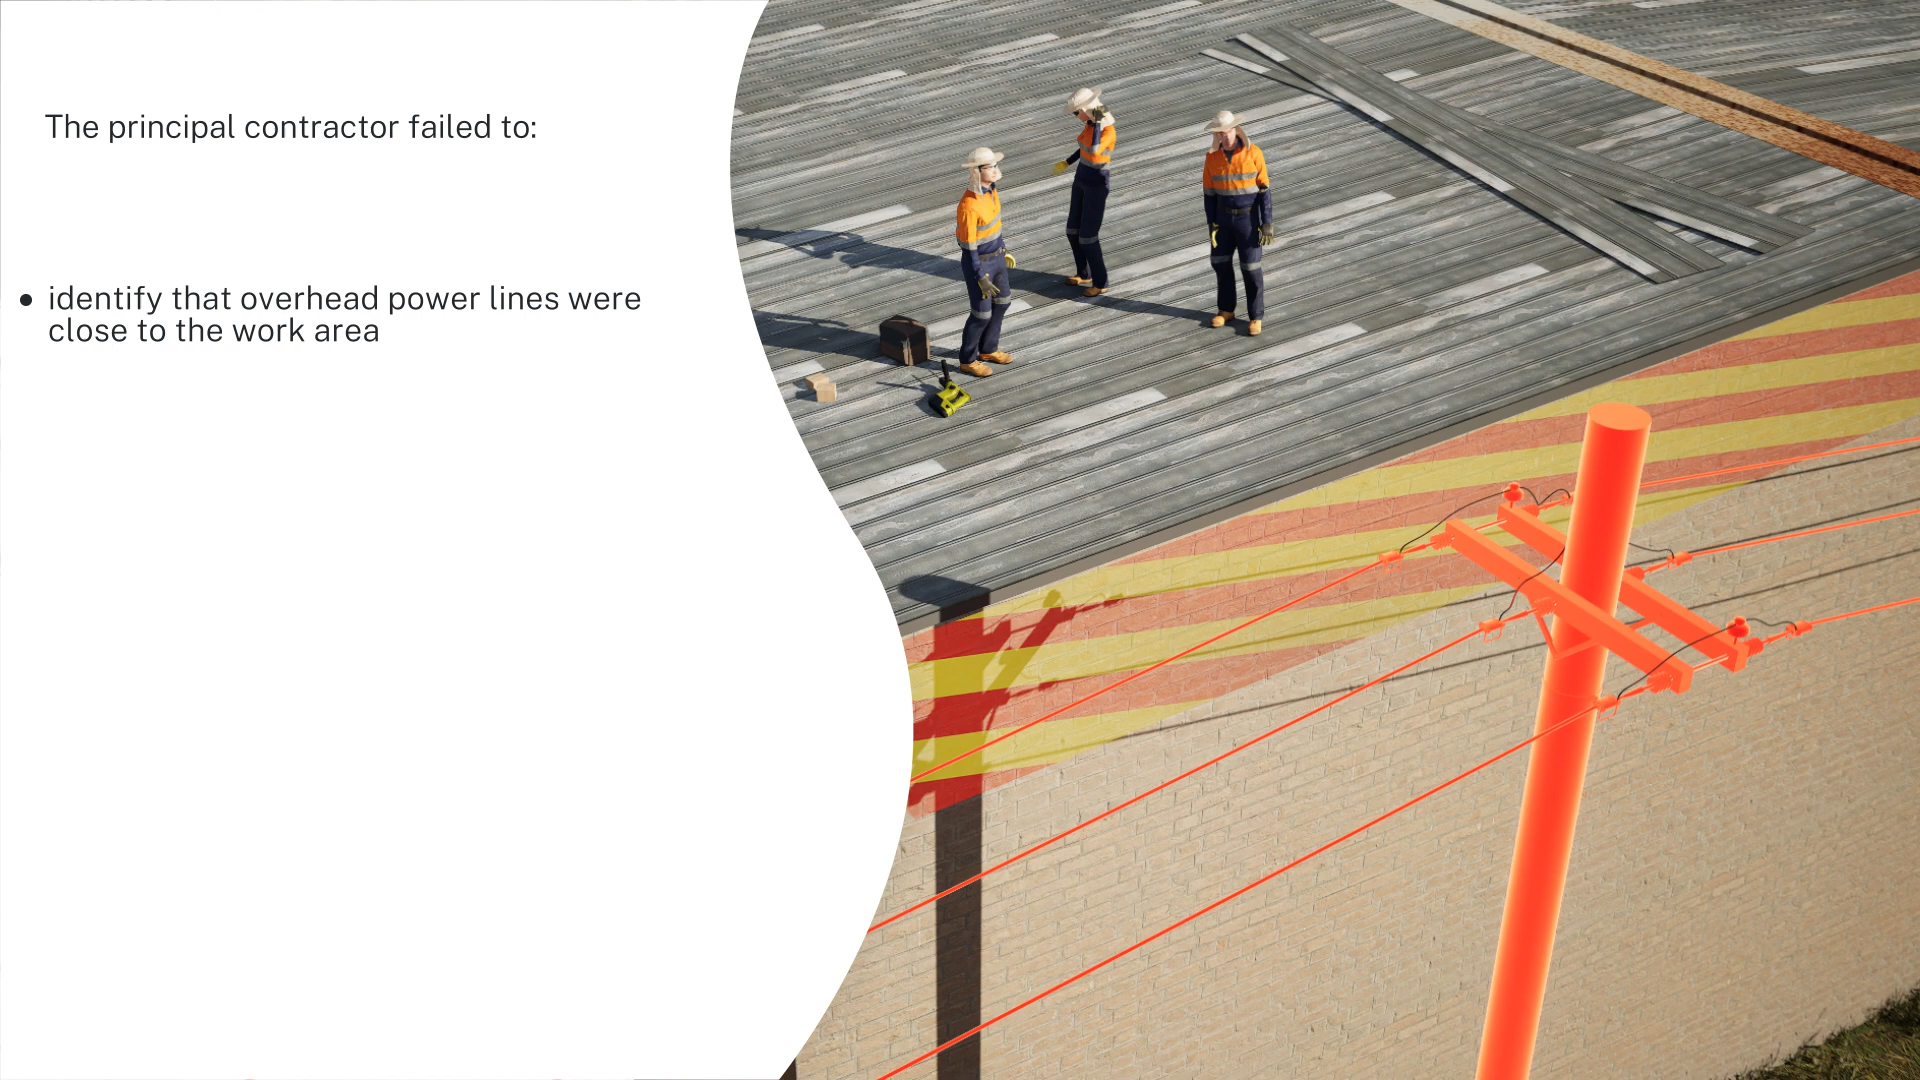 The principal contractor failed to:
• identify that overhead power lines were
close to the work area